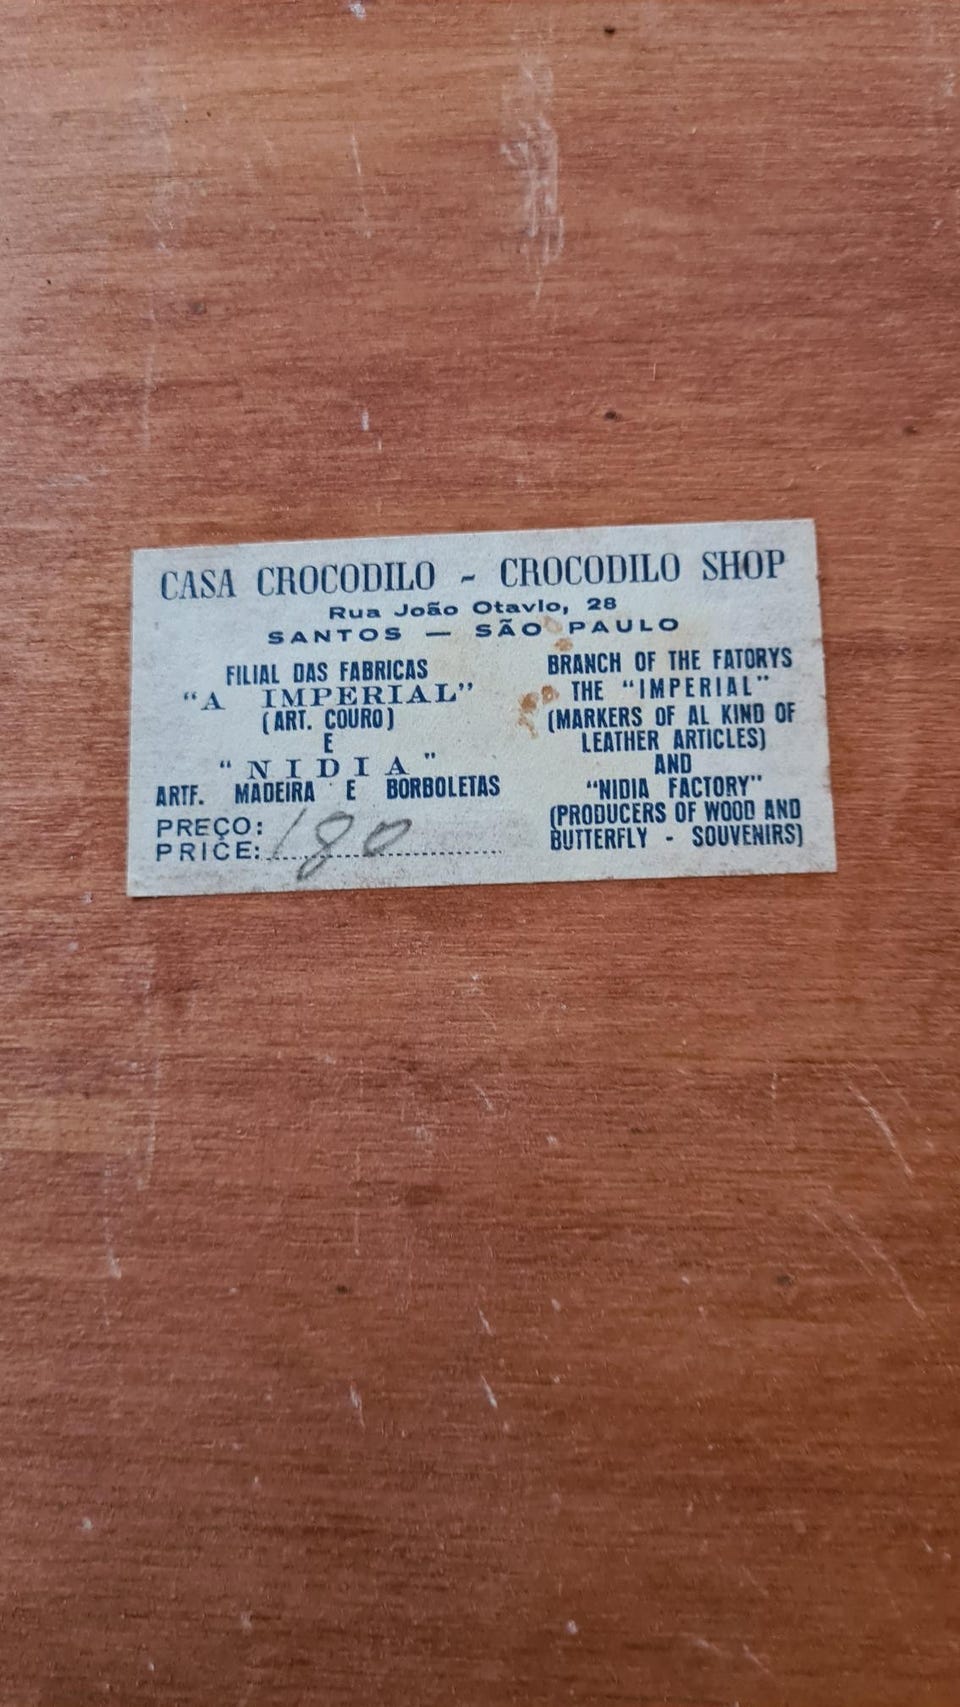 CASA CROCODILO - CROCODILO SHOP
Rua João Otavio, 28
SANTOS — SÃO PAULO
FILIAL DAS FABRICAS
"A IMPERIAL"
(ART. COURO)
E
"NIDIA"
ARTF. MADEIRA E BORBOLETAS
PREÇO:
PRICE: 180
BRANCH OF THE FATORYS
THE "IMPERIAL"
(MARKERS OF AL KIND OF
LEATHER ARTICLES)
AND
"NIDIA FACTORY"
(PRODUCERS OF WOOD AND
BUTTERFLY - SOUVENIRS)